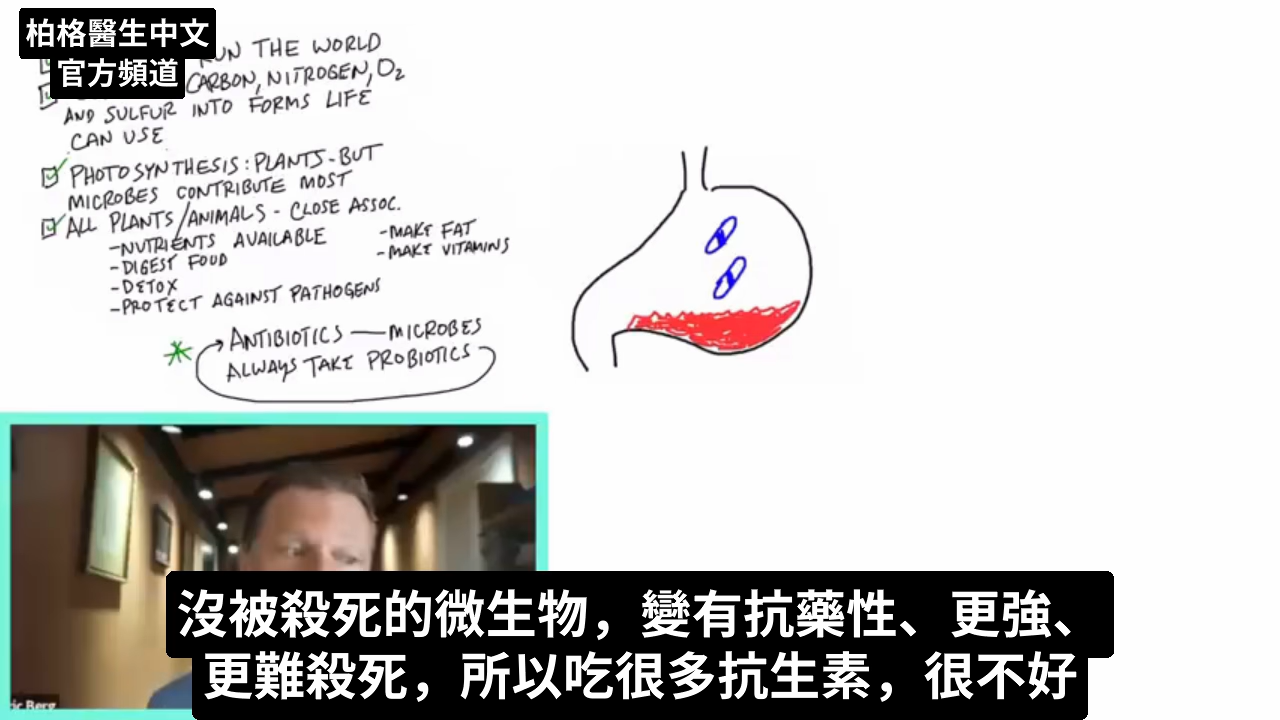 柏格醫生中文
官方頻道
RUN THE WORLD
CARBON, NITROGEN, O2
AND SULFUR INTO FORMS LIFE
CAN USE
PHOTOSYNTHESIS: PLANTS - BUT
MICROBES CONTRIBUTE MOST
ALL PLANTS/ANIMALS - CLOSE ASSOC.
-NUTRIENTS AVAILABLE
-DIGEST FOOD
-DETOX
-PROTECT AGAINST PATHOGENS
-MAKE FAT
-MAKE VITAMINS
ANTIBIOTICS — MICROBES
ALWAYS TAKE PROBIOTICS
ric Berg
沒被殺死的微生物，變有抗藥性、更強、
更難殺死，所以吃很多抗生素，很不好